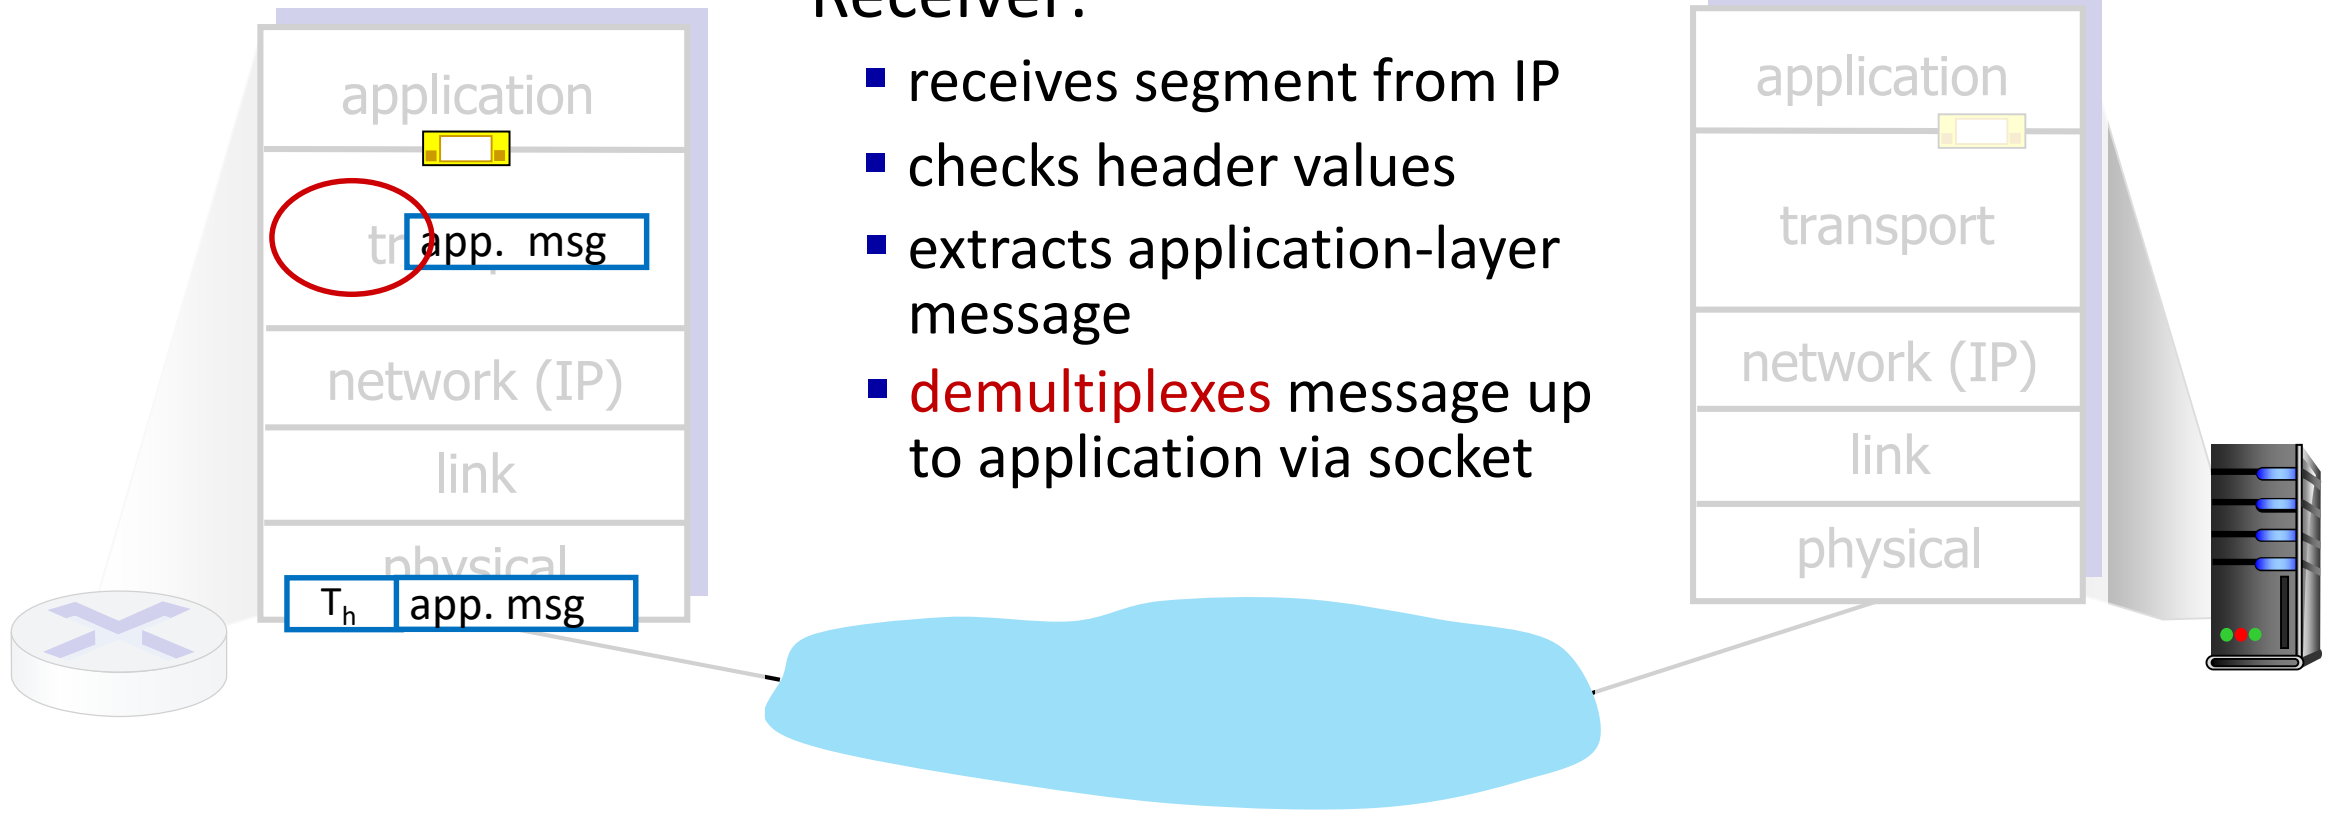 Receiver:
receives segment from IP
checks header values
extracts application-layer
message
demultiplexes message up
to application via socket
application
app. msg
network (IP)
link
physical
Th app. msg
application
transport
network (IP)
link
physical